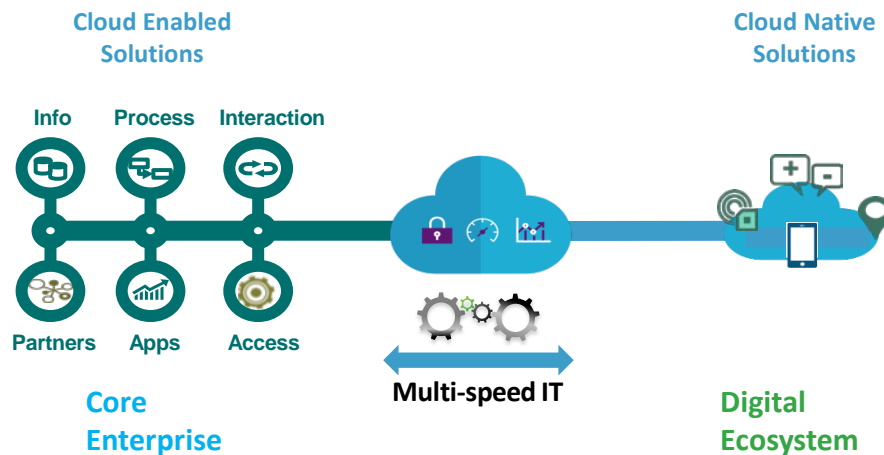 Cloud Enabled
Solutions
Cloud Native
Solutions
Info
Process
Interaction
Partners
Apps
Access
Multi-speed IT
Core
Enterprise
Digital
Ecosystem